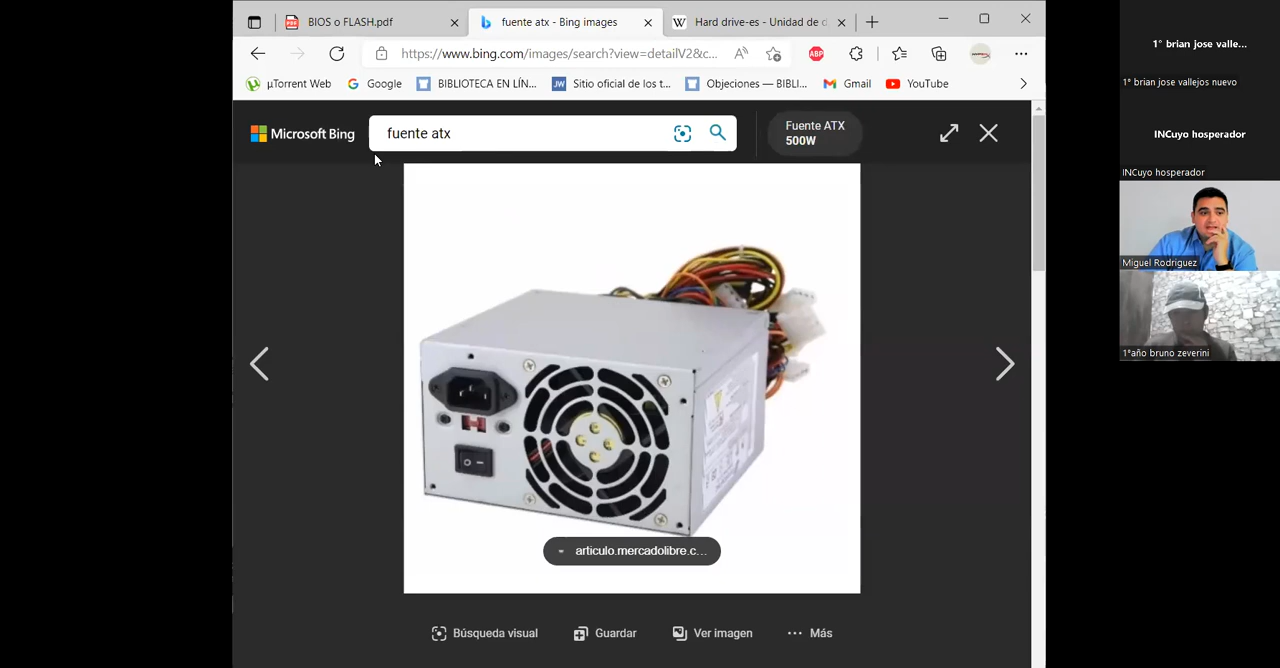 BIOS o FLASH.pdf
fuente atx - Bing images
Hard drive-es - Unidad de d
https://www.bing.com/images/search?view=detailV2&c...
ABP
µTorrent Web
Google
BIBLIOTECA EN LÍN...
JW
Sitio oficial de los t...
Objeciones — BIBLI...
Gmail
YouTube
Microsoft Bing
fuente atx
Fuente ATX
500W
articulo.mercadolibre.c...
Búsqueda visual
Guardar
Ver imagen
Más
1° brian jose valle...
1° brian jose vallejos nuevo
INCuyo hosperador
INCuyo hosperador
Miguel Rodriguez
1°año bruno zeverini